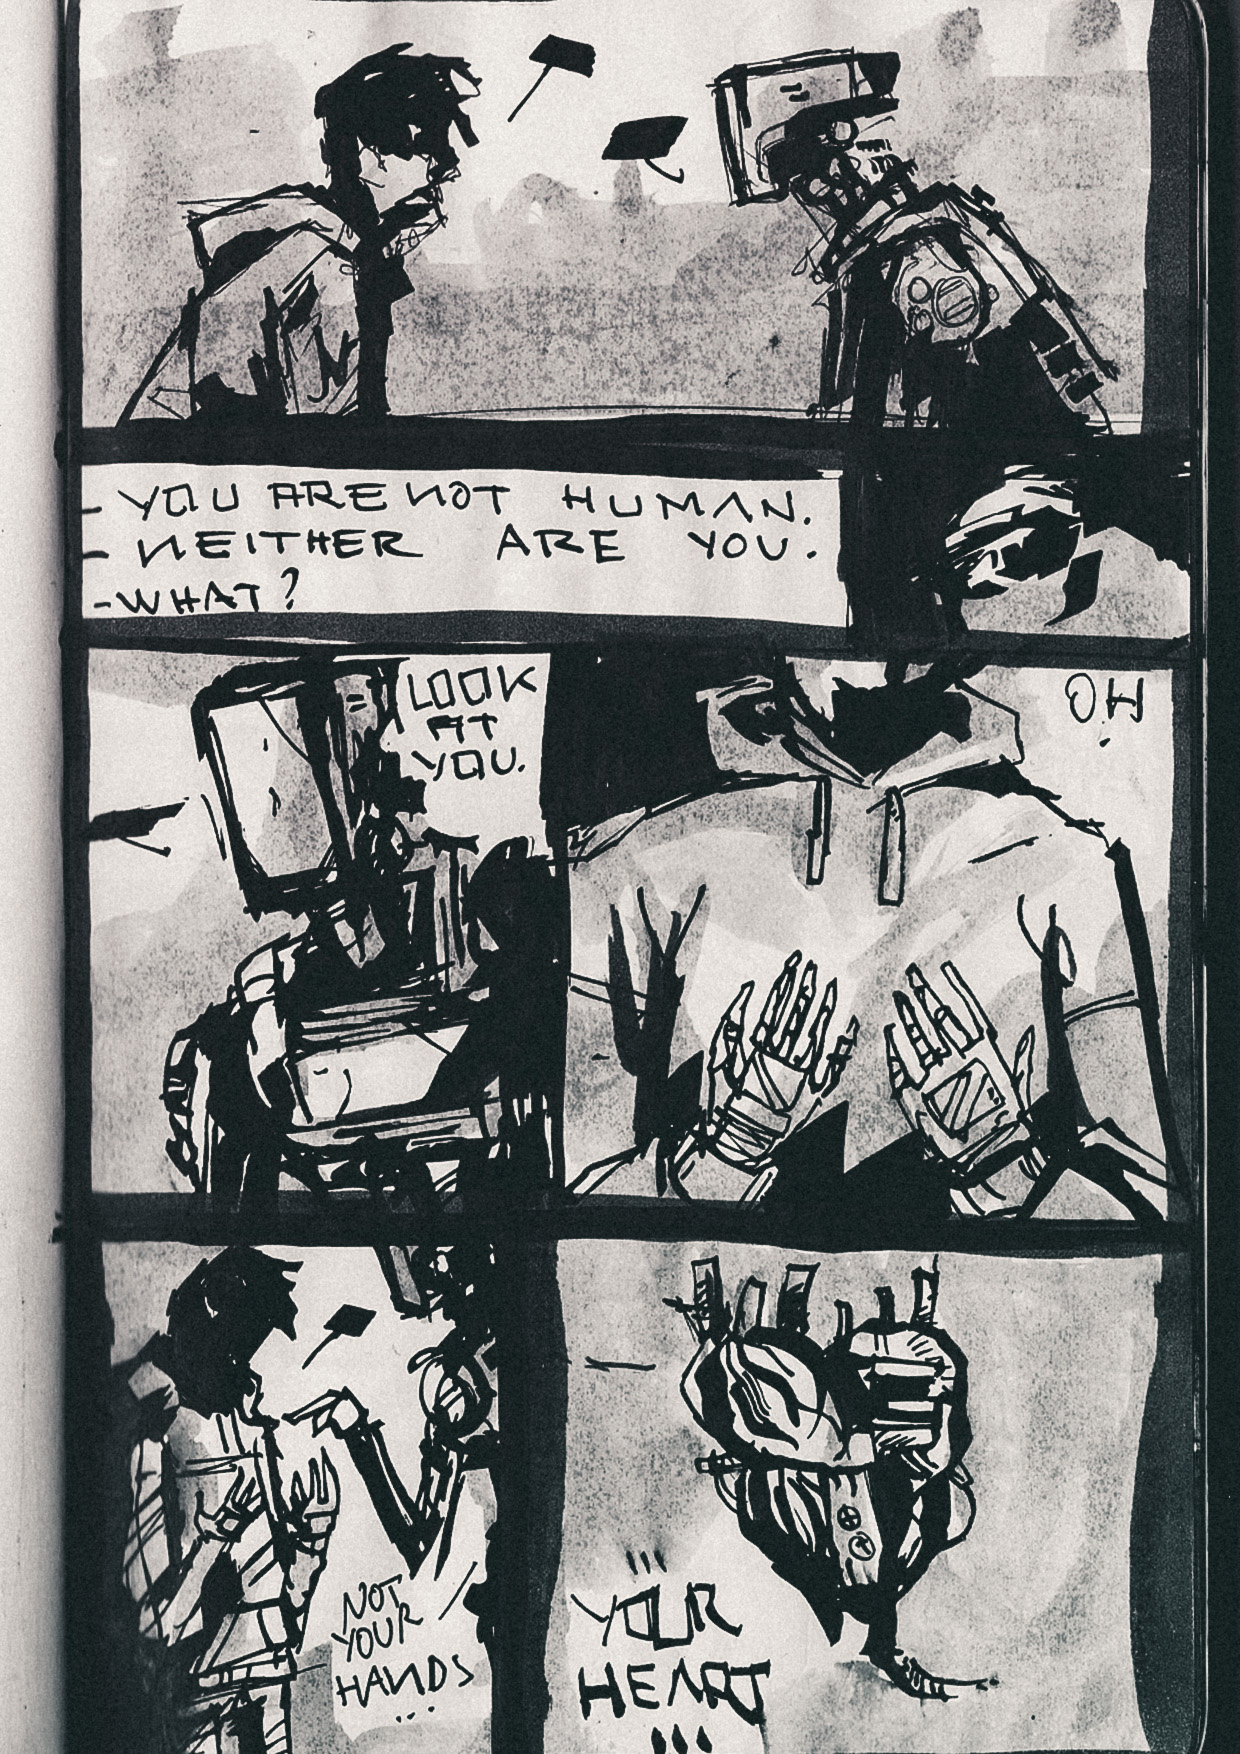 - YOU ARE NOT HUMAN.
- NEITHER ARE YOU.
- WHAT?
LOOK
AT
YOU.
OH
NOT
YOUR
HANDS
...
YOUR
HEART